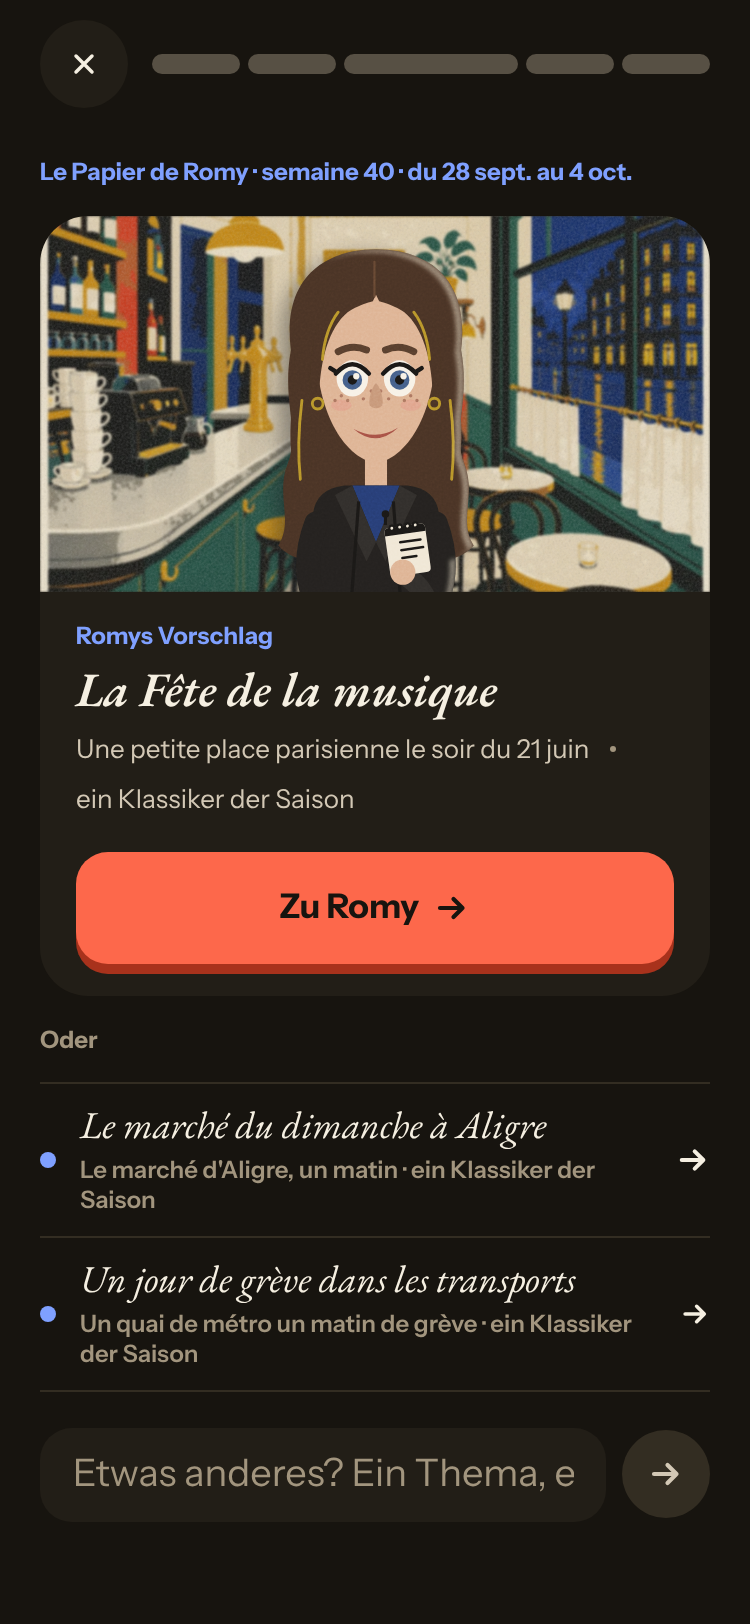 Le Papier de Romy · semaine 40 · du 28 sept. au 4 oct.
Romys Vorschlag
La Fête de la musique
Une petite place parisienne le soir du 21 juin •
ein Klassiker der Saison
Zu Romy →
Oder
Le marché du dimanche à Aligre
Le marché d'Aligre, un matin · ein Klassiker der
Saison
Un jour de grève dans les transports
Un quai de métro un matin de grève · ein Klassiker
der Saison
Etwas anderes? Ein Thema, e